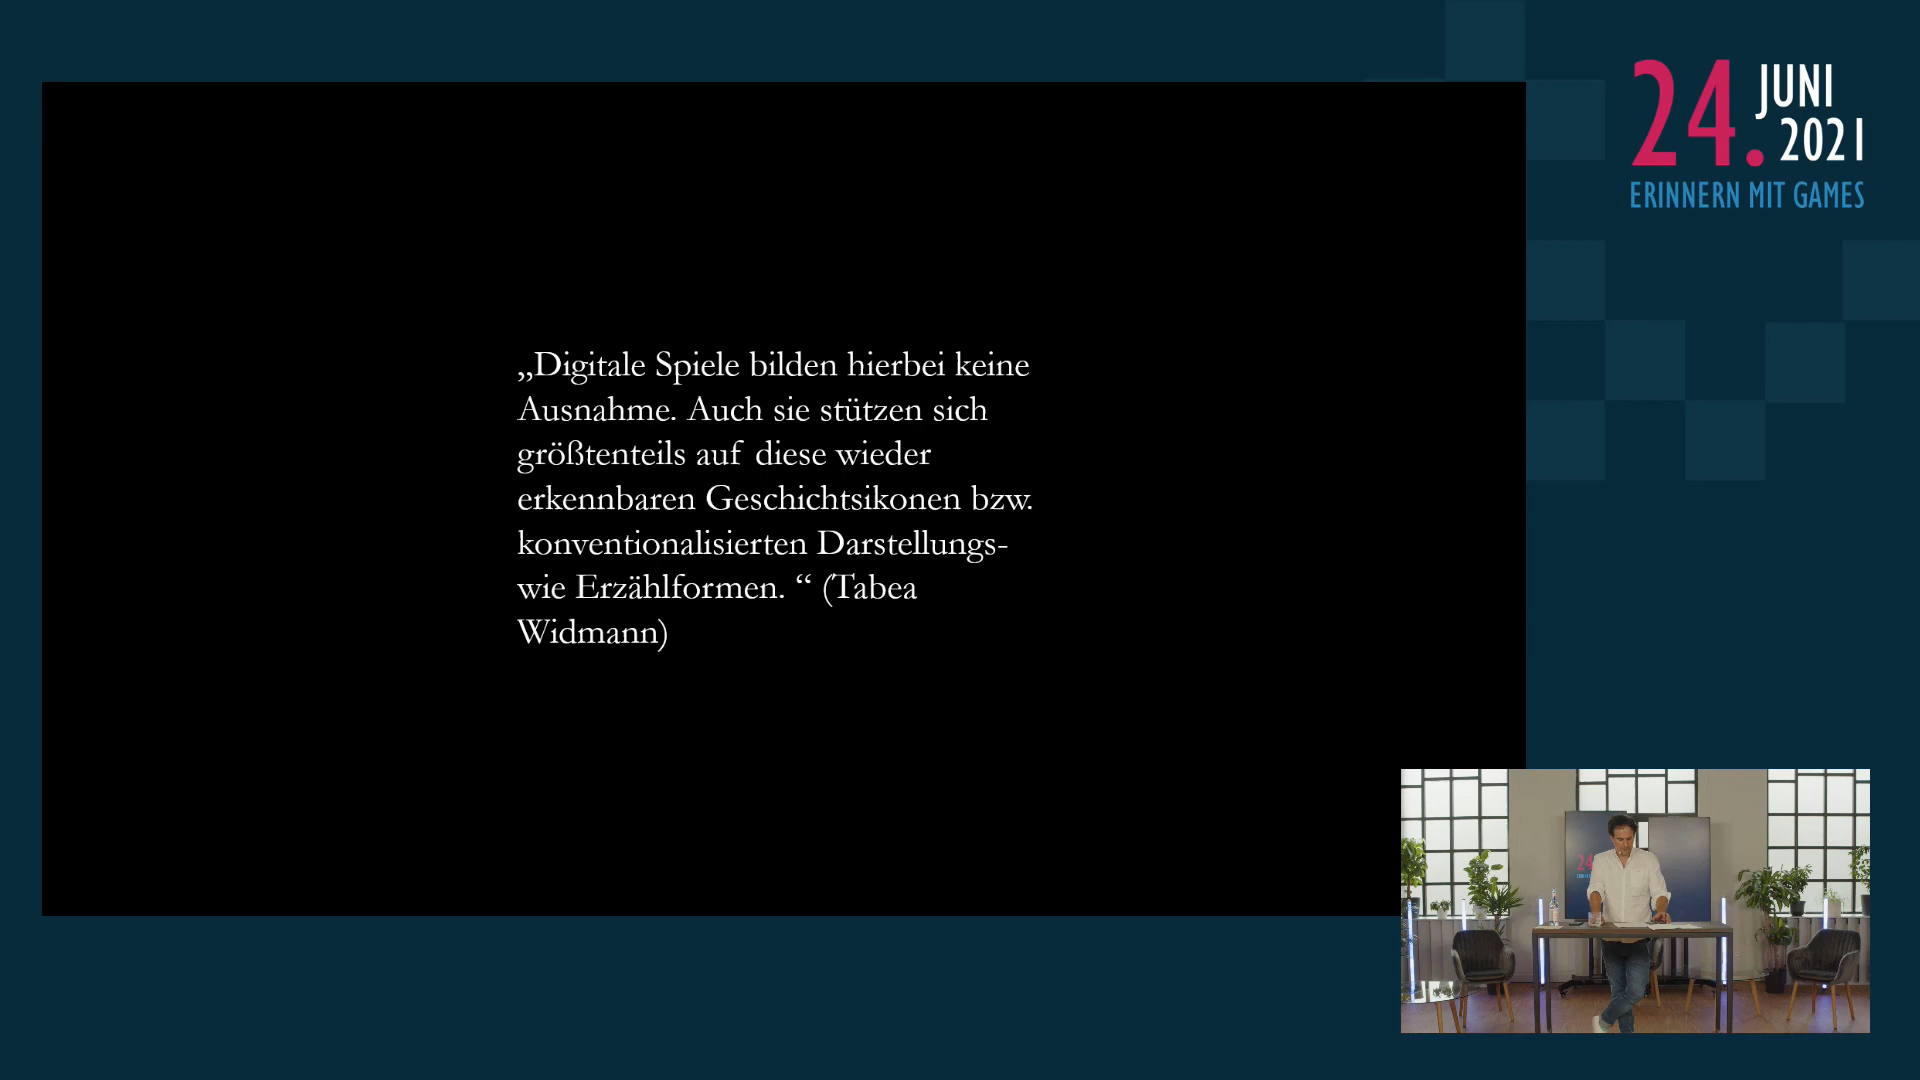 „Digitale Spiele bilden hierbei keine
Ausnahme. Auch sie stützen sich
größtenteils auf diese wieder
erkennbaren Geschichtsikonen bzw.
konventionalisierten Darstellungs-
wie Erzählformen. “ (Tabea
Widmann)
24. JUNI
2021
ERINNERN MIT GAMES
24